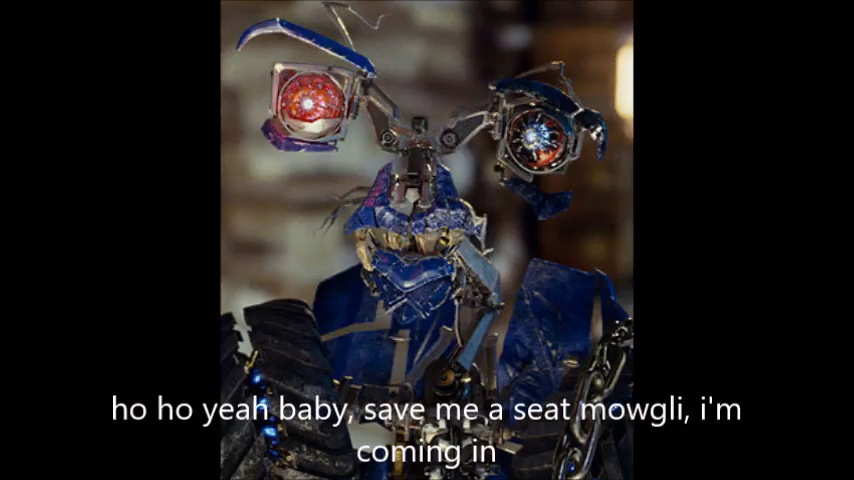 ho ho yeah baby, save me a seat mowgli, i'm
coming in